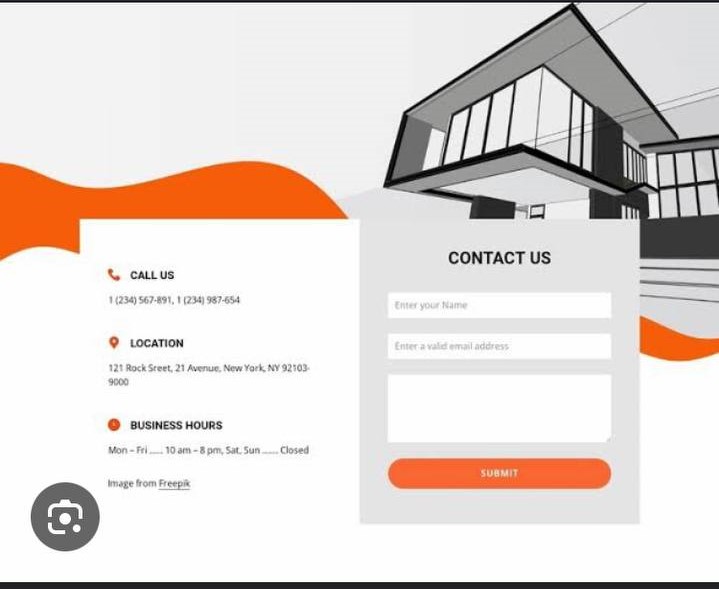 CALL US
1 (234) 567-891, 1 (234) 987-654
LOCATION
121 Rock Sreet, 21 Avenue, New York, NY 92103-
9000
BUSINESS HOURS
Mon – Fri ...... 10 am – 8 pm, Sat, Sun ....... Closed
Image from Freepik
CONTACT US
Enter your Name
Enter a valid email address
SUBMIT